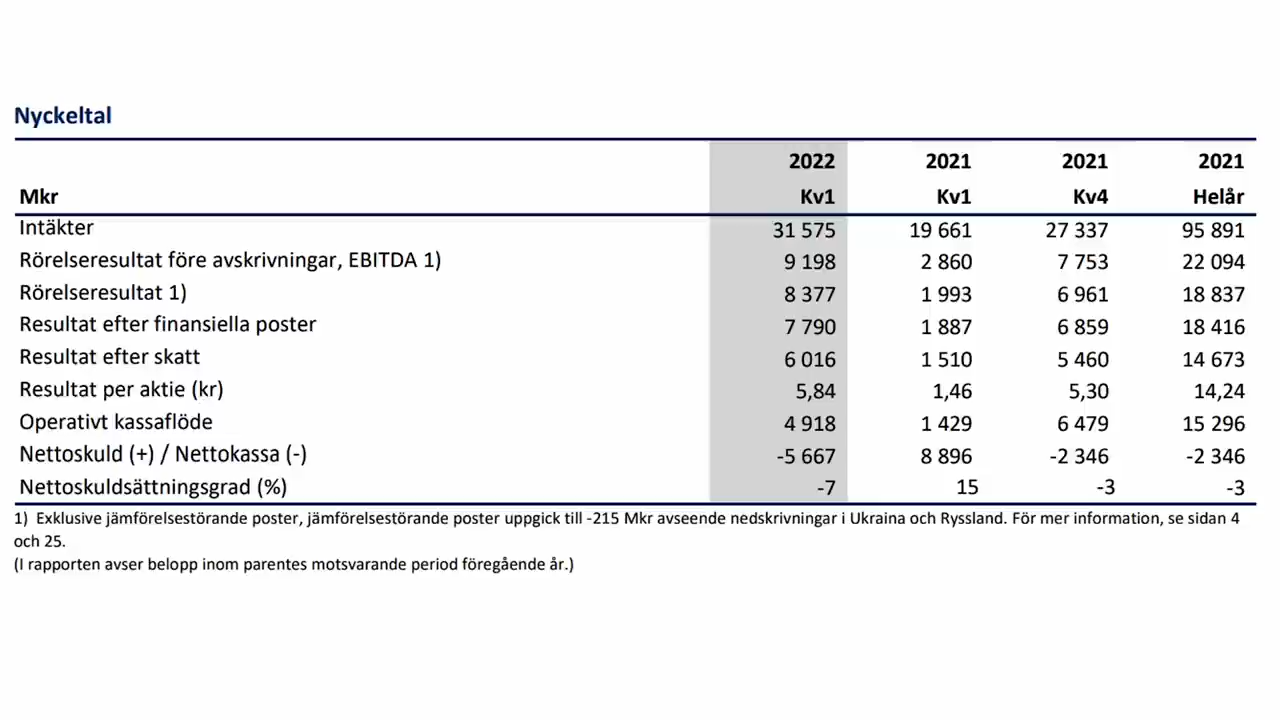 Nyckeltal
2022 2021 2021 2021
Mkr Kv1 Kv1 Kv4 Helår
Intäkter 31 575 19 661 27 337 95 891
Rörelseresultat före avskrivningar, EBITDA 1) 9 198 2 860 7 753 22 094
Rörelseresultat 1) 8 377 1 993 6 961 18 837
Resultat efter finansiella poster 7 790 1 887 6 859 18 416
Resultat efter skatt 6 016 1 510 5 460 14 673
Resultat per aktie (kr) 5,84 1,46 5,30 14,24
Operativt kassaflöde 4 918 1 429 6 479 15 296
Nettoskuld (+) / Nettokassa (-) -5 667 8 896 -2 346 -2 346
Nettoskuldsättningsgrad (%) -7 15 -3 -3
1) Exklusive jämförelsestörande poster, jämförelsestörande poster uppgick till -215 Mkr avseende nedskrivningar i Ukraina och Ryssland. För mer information, se sidan 4
och 25.
(I rapporten avser belopp inom parentes motsvarande period föregående år.)